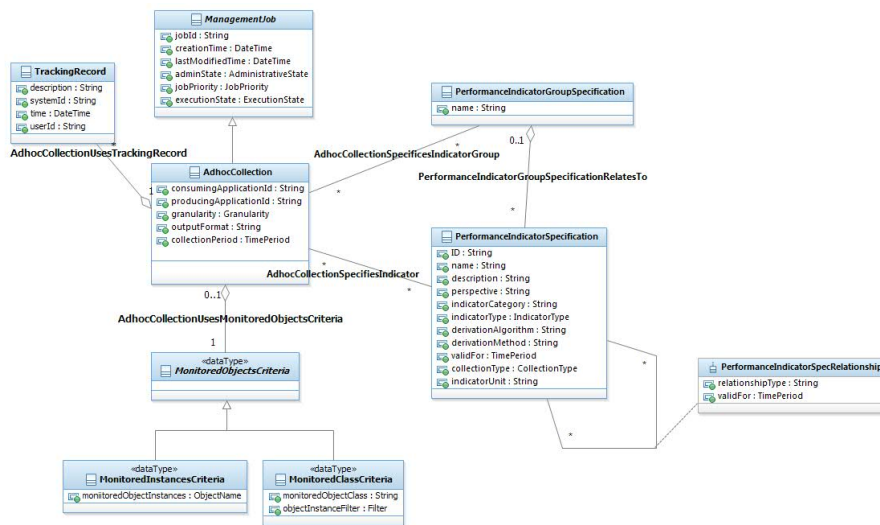 ManagementJob
jobId : String
creationTime : DateTime
lastModifiedTime : DateTime
adminState : AdministrativeState
jobPriority : JobPriority
executionState : ExecutionState
TrackingRecord
description : String
systemId : String
time : DateTime
userId : String
*
AdhocCollectionUsesTrackingRecord
1
PerformanceIndicatorGroupSpecification
name : String
0..1
*
AdhocCollectionSpecificesIndicatorGroup
*
PerformanceIndicatorGroupSpecificationRelatesTo
*
AdhocCollection
consumingApplicationId : String
producingApplicationId : String
granularity : Granularity
outputFormat : String
collectionPeriod : TimePeriod
*
AdhocCollectionSpecifiesIndicator
*
PerformanceIndicatorSpecification
ID : String
name : String
description : String
perspective : String
indicatorCategory : String
indicatorType : IndicatorType
derivationAlgorithm : String
derivationMethod : String
validFor : TimePeriod
collectionType : CollectionType
indicatorUnit : String
*
*
PerformanceIndicatorSpecRelationship
relationshipType : String
validFor : TimePeriod
0..1
AdhocCollectionUsesMonitoredObjectsCriteria
1
«dataType»
MonitoredObjectsCriteria
«dataType»
MonitoredInstancesCriteria
moniitoredObjectInstances : ObjectName
«dataType»
MonitoredClassCriteria
monitoredObjectClass : String
objectInstanceFilter : Filter